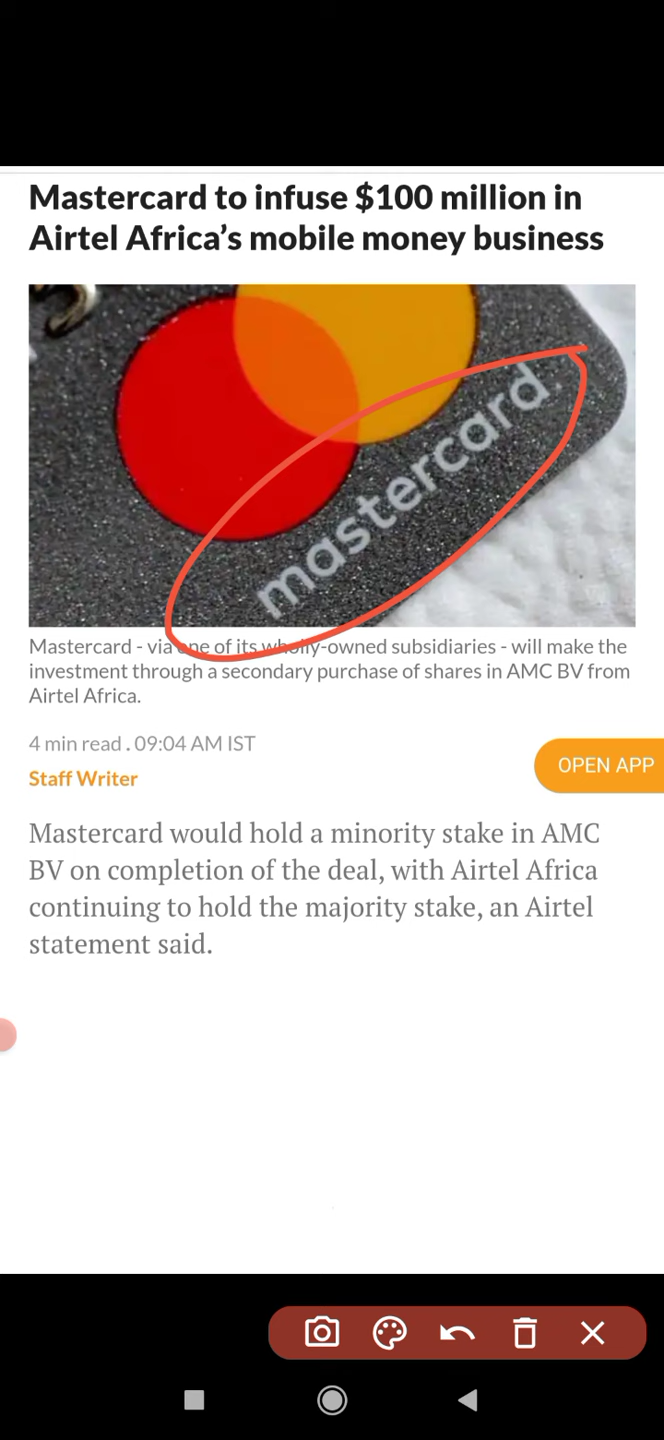 Mastercard to infuse $100 million in
Airtel Africa’s mobile money business
mastercard
Mastercard - via one of its wholly-owned subsidiaries - will make the
investment through a secondary purchase of shares in AMC BV from
Airtel Africa.
4 min read . 09:04 AM IST
OPEN APP
Staff Writer
Mastercard would hold a minority stake in AMC
BV on completion of the deal, with Airtel Africa
continuing to hold the majority stake, an Airtel
statement said.